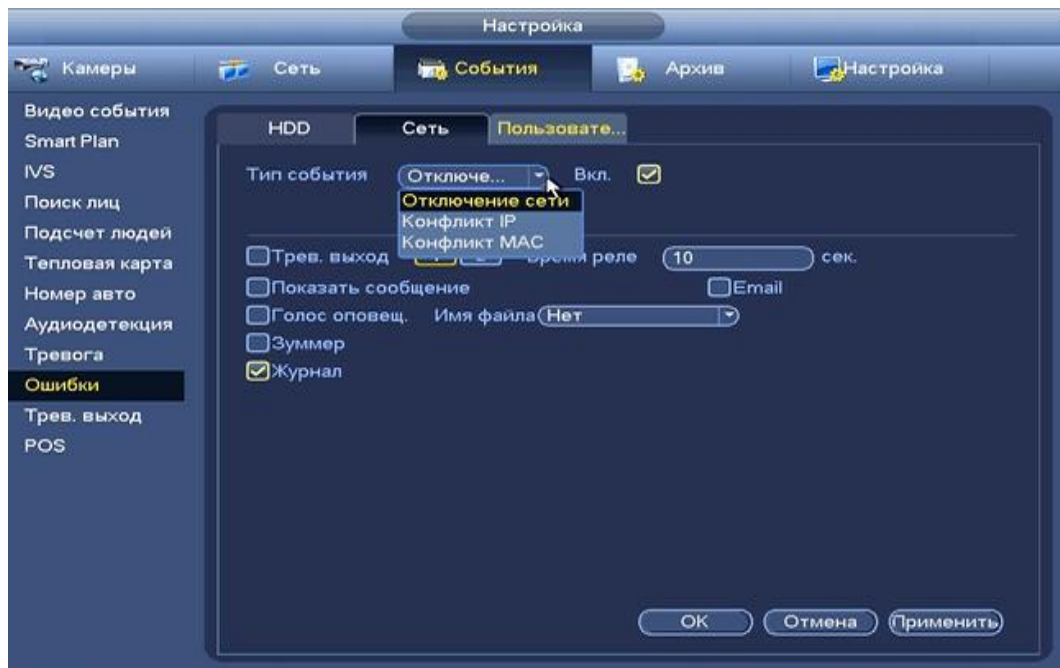 Настройка
Камеры Сеть События Архив Настройка
Видео события
Smart Plan
IVS
Поиск лиц
Подсчет людей
Тепловая карта
Номер авто
Аудиодетекция
Тревога
Ошибки
Трев. выход
POS
HDD Сеть Пользовате...
Тип события Отключе... Вкл.
Отключение сети
Конфликт IP
Конфликт MAC
Трев. выход реле 10 сек.
Показать сообщение Email
Голос оповещ. Имя файла Нет
Зуммер
Журнал
OK Отмена Применить